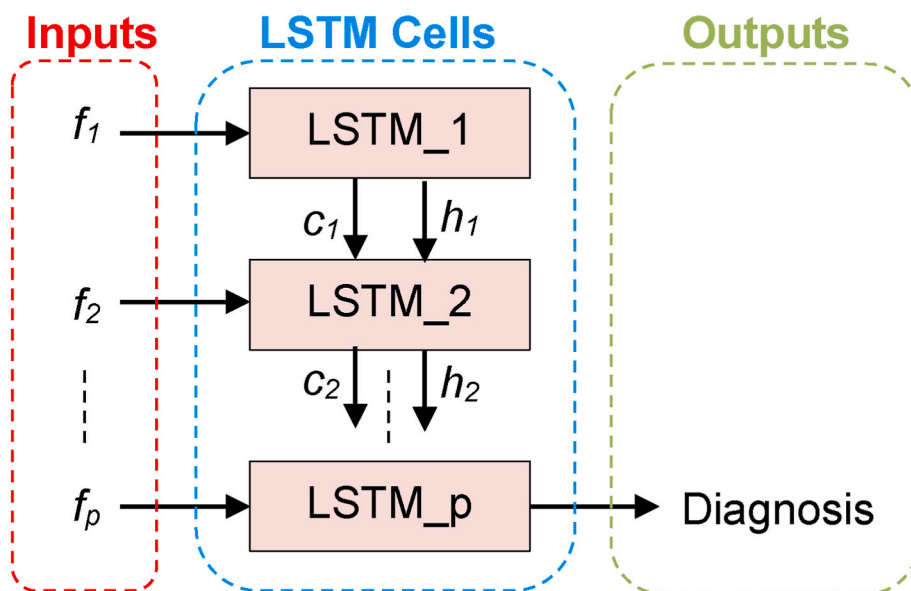 Inputs LSTM Cells Outputs
f1 LSTM_1
c1 h1
f2 LSTM_2
c2 h2
fp LSTM_p Diagnosis